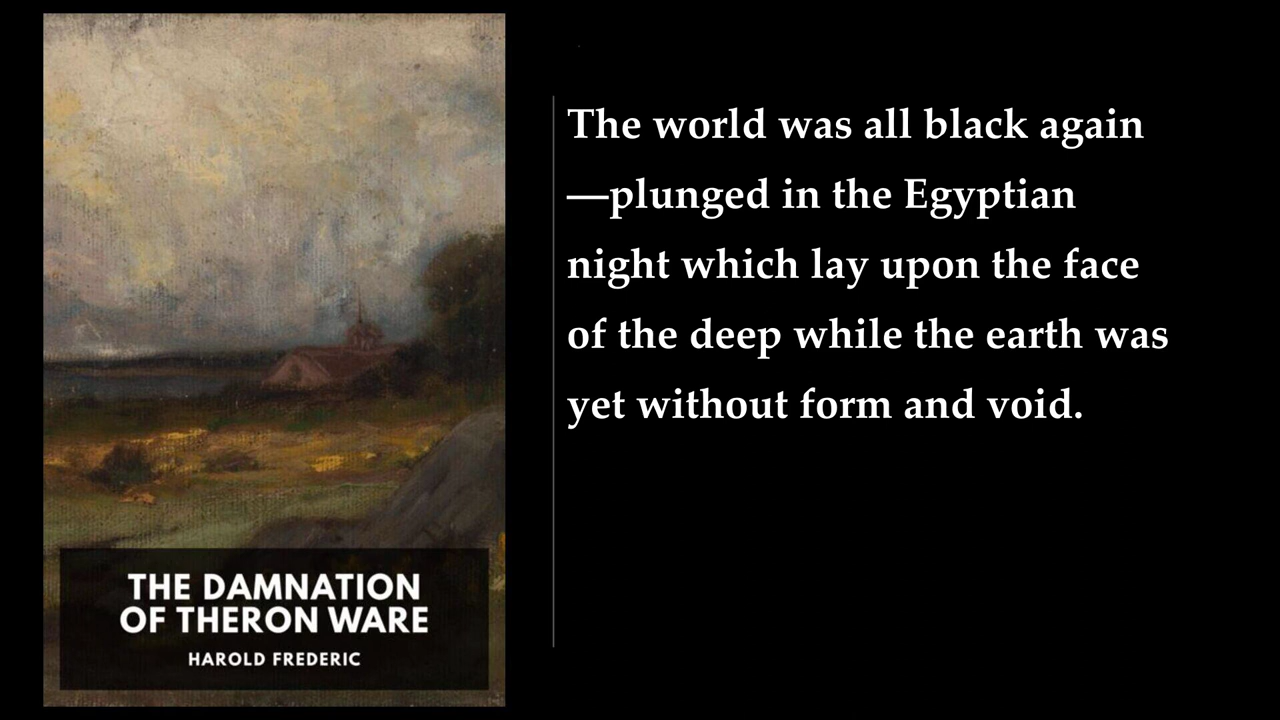 THE DAMNATION
OF THERON WARE
HAROLD FREDERIC
The world was all black again
—plunged in the Egyptian
night which lay upon the face
of the deep while the earth was
yet without form and void.